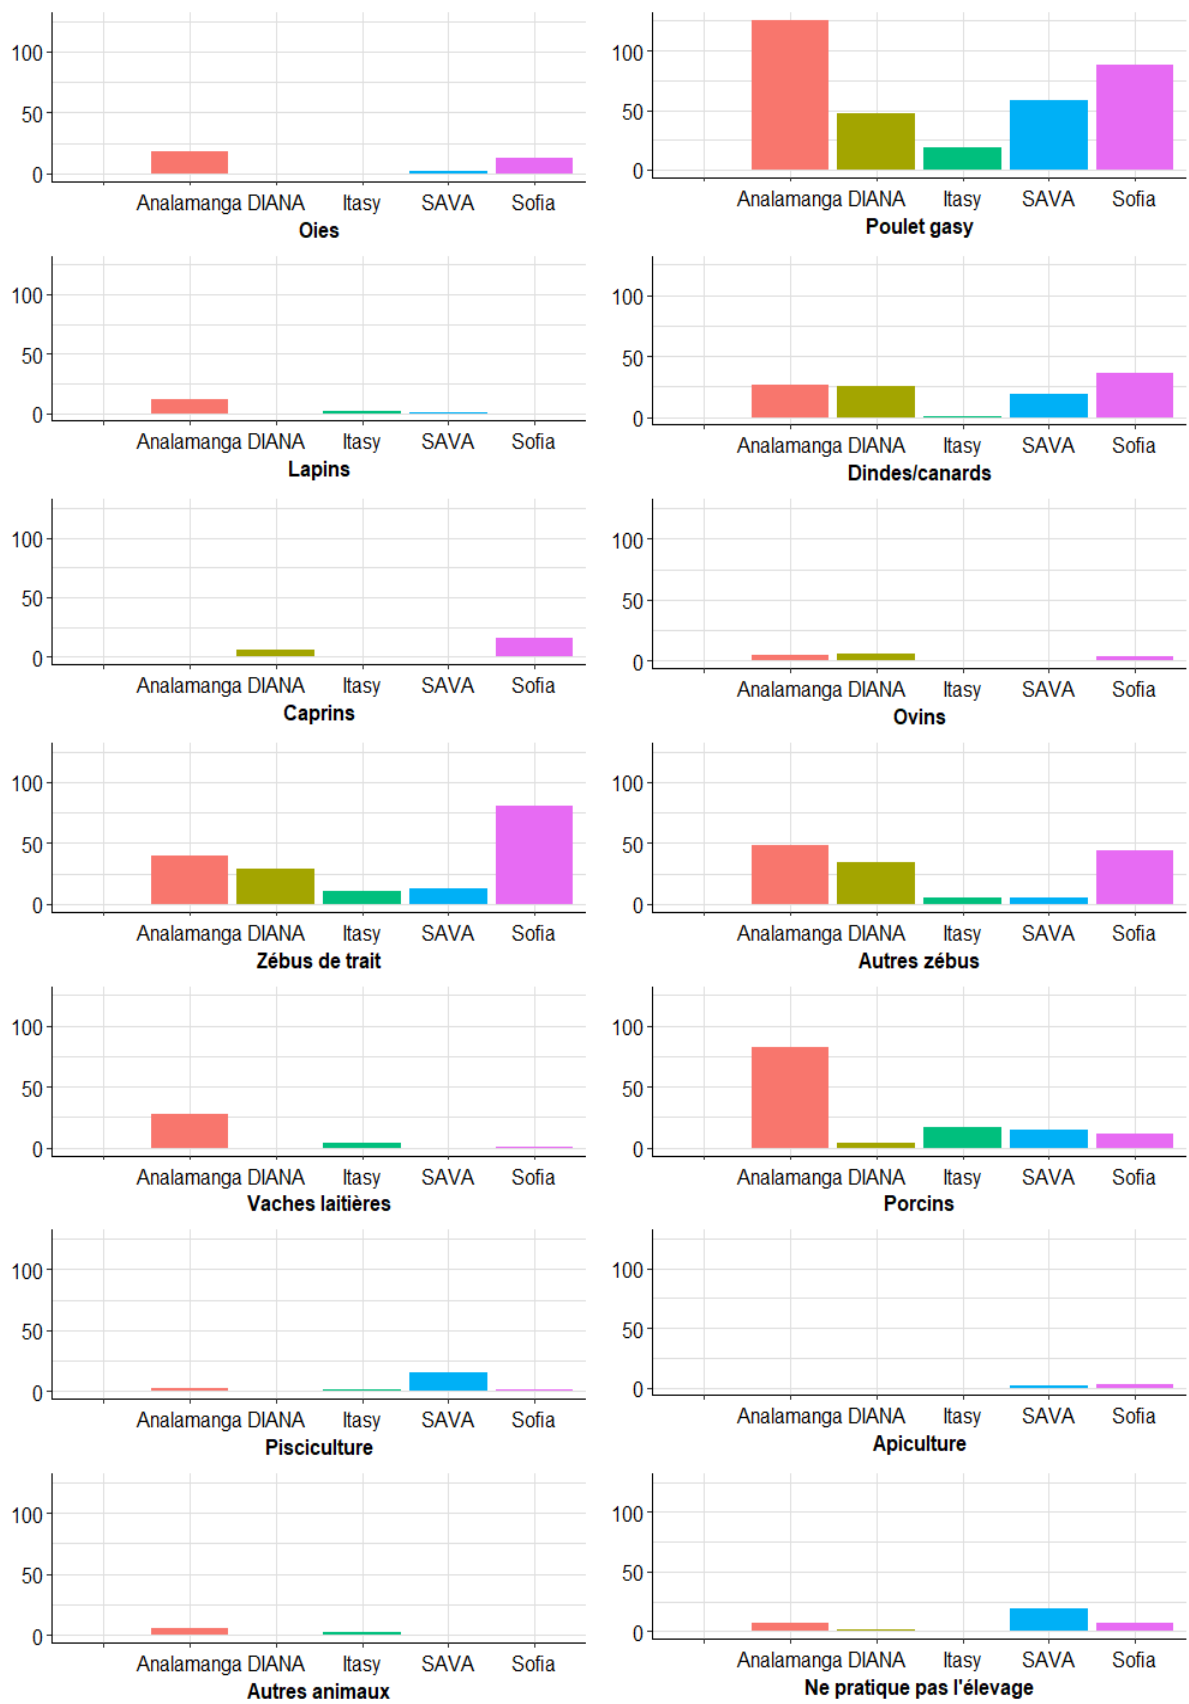 100
50
0
Analamanga DIANA Itasy SAVA Sofia
Oies
100
50
0
Analamanga DIANA Itasy SAVA Sofia
Poulet gasy
100
50
0
Analamanga DIANA Itasy SAVA Sofia
Lapins
100
50
0
Analamanga DIANA Itasy SAVA Sofia
Dindes/canards
100
50
0
Analamanga DIANA Itasy SAVA Sofia
Caprins
100
50
0
Analamanga DIANA Itasy SAVA Sofia
Ovins
100
50
0
Analamanga DIANA Itasy SAVA Sofia
Zébus de trait
100
50
0
Analamanga DIANA Itasy SAVA Sofia
Autres zébus
100
50
0
Analamanga DIANA Itasy SAVA Sofia
Vaches laitières
100
50
0
Analamanga DIANA Itasy SAVA Sofia
Porcins
100
50
0
Analamanga DIANA Itasy SAVA Sofia
Pisciculture
100
50
0
Analamanga DIANA Itasy SAVA Sofia
Apiculture
100
50
0
Analamanga DIANA Itasy SAVA Sofia
Autres animaux
100
50
0
Analamanga DIANA Itasy SAVA Sofia
Ne pratique pas l'élevage